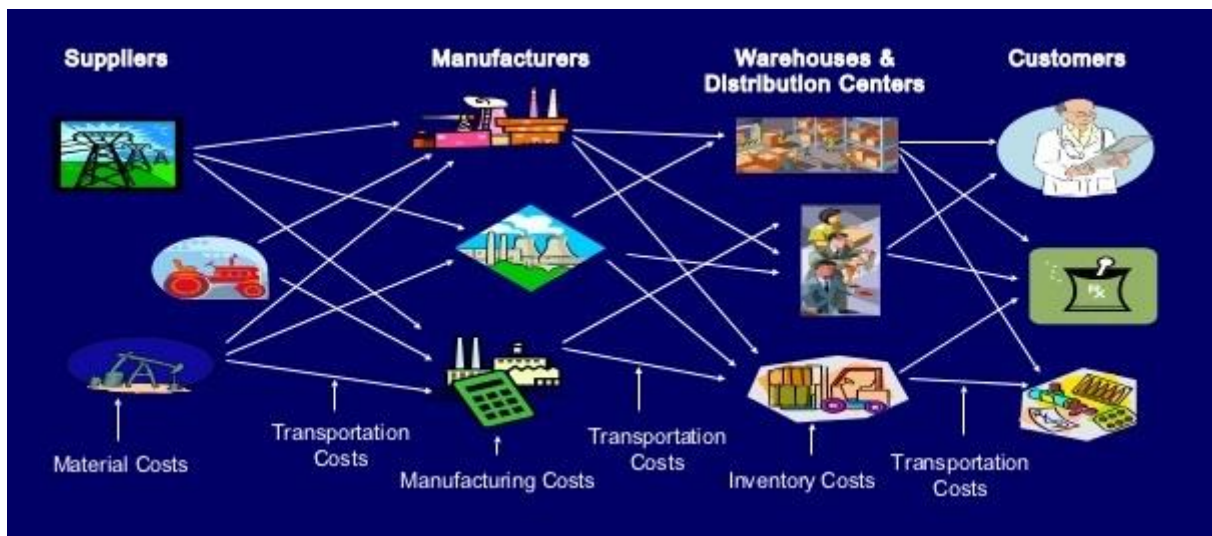 Suppliers
Manufacturers
Warehouses &
Distribution Centers
Customers
Material Costs
Transportation
Costs
Manufacturing Costs
Transportation
Costs
Inventory Costs
Transportation
Costs